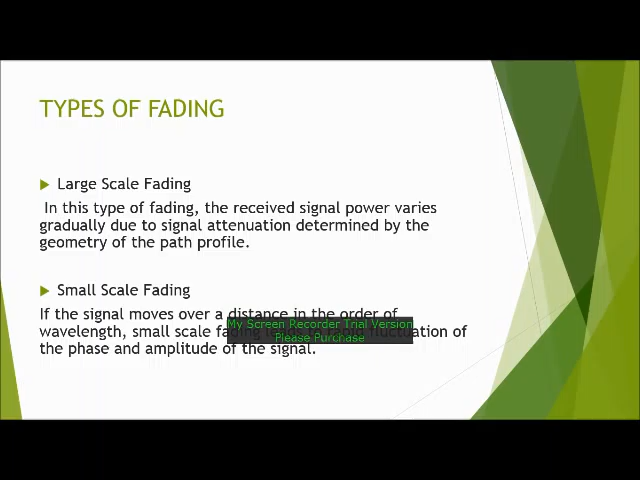 TYPES OF FADING
Large Scale Fading
In this type of fading, the received signal power varies
gradually due to signal attenuation determined by the
geometry of the path profile.
Small Scale Fading
If the signal moves over a distance in the order of
wavelength, small scale fading leads to rapid fluctuation of
the phase and amplitude of the signal.
My Screen Recorder Trial Version
Please Purchase